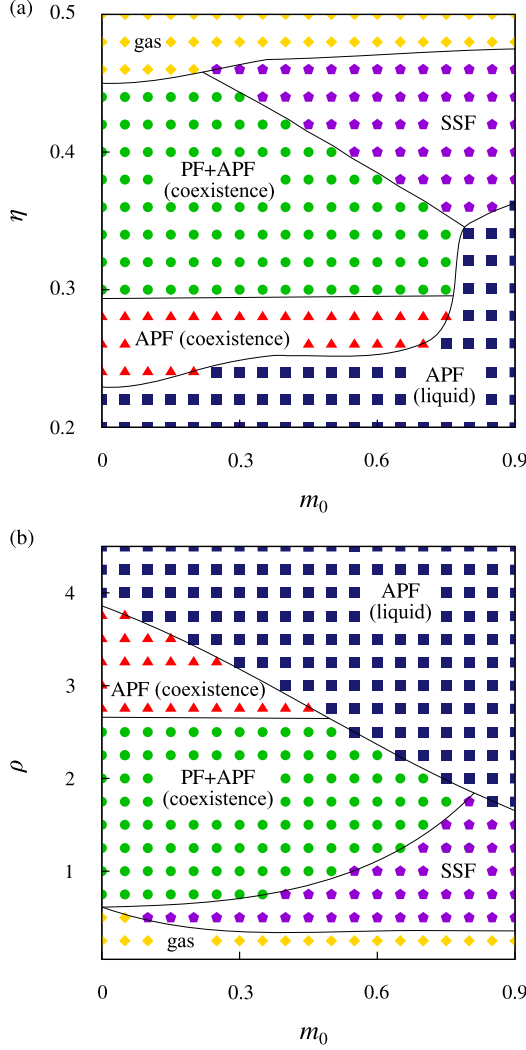 (a)
0.5
0.4
0.3
0.2
η
gas
SSF
PF+APF
(coexistence)
APF (coexistence)
APF
(liquid)
0
0.3
0.6
0.9
m₀
(b)
4
3
2
1
ρ
APF
(liquid)
APF (coexistence)
PF+APF
(coexistence)
SSF
gas
0
0.3
0.6
0.9
m₀